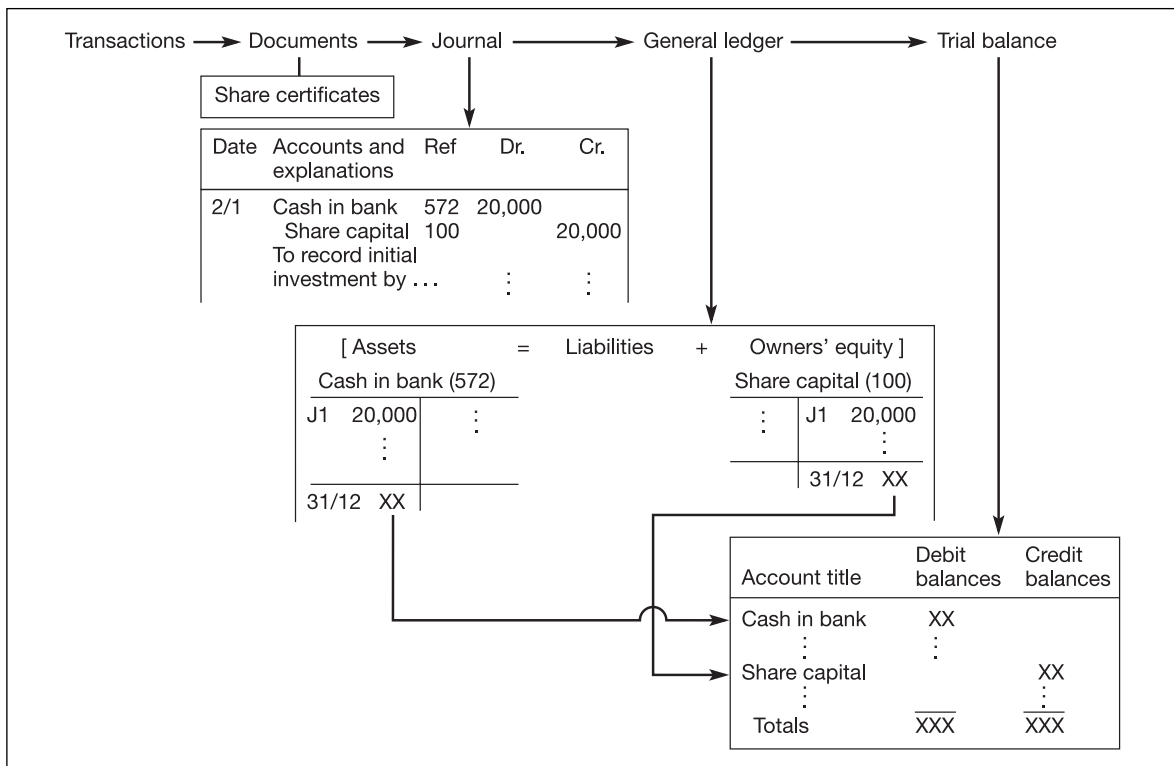 Transactions Documents Journal General ledger Trial balance
Share certificates
Date Accounts and explanations Ref Dr. Cr.
2/1 Cash in bank 572 20,000
Share capital 100 20,000
To record initial
investment by ...
[ Assets = Liabilities + Owners' equity ]
Cash in bank (572) Share capital (100)
J1 20,000 J1 20,000
31/12 XX 31/12 XX
Account title Debit balances Credit balances
Cash in bank XX
Share capital XX
Totals XXX XXX